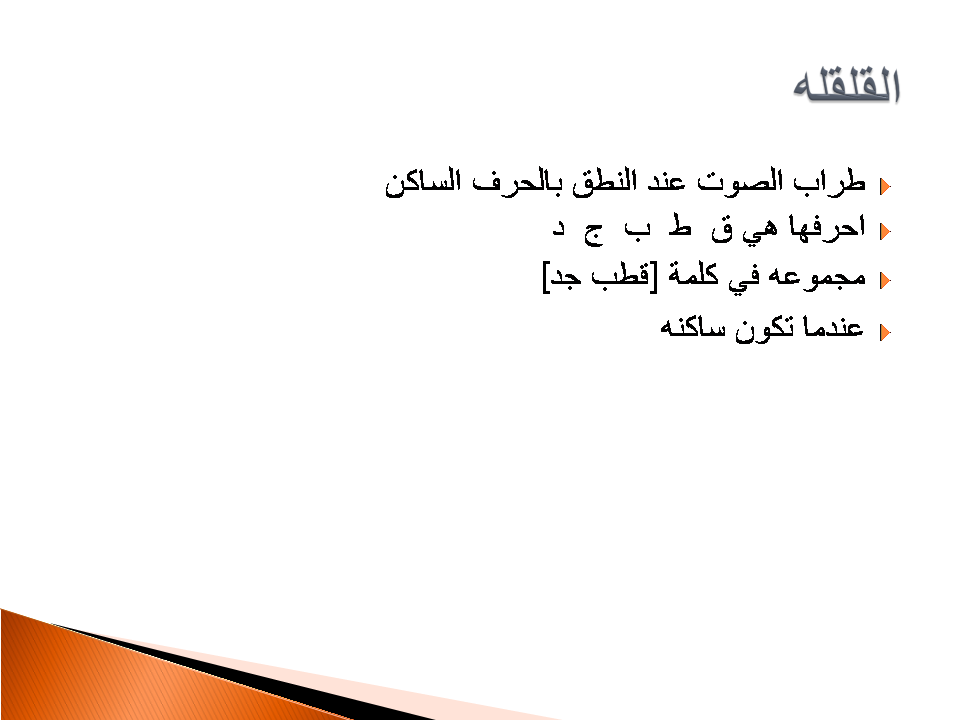 القلقله
طراب الصوت عند النطق بالحرف الساكن
احرفها هي ق ط ب ج د
مجموعه في كلمة [قطب جد]
عندما تكون ساكنه